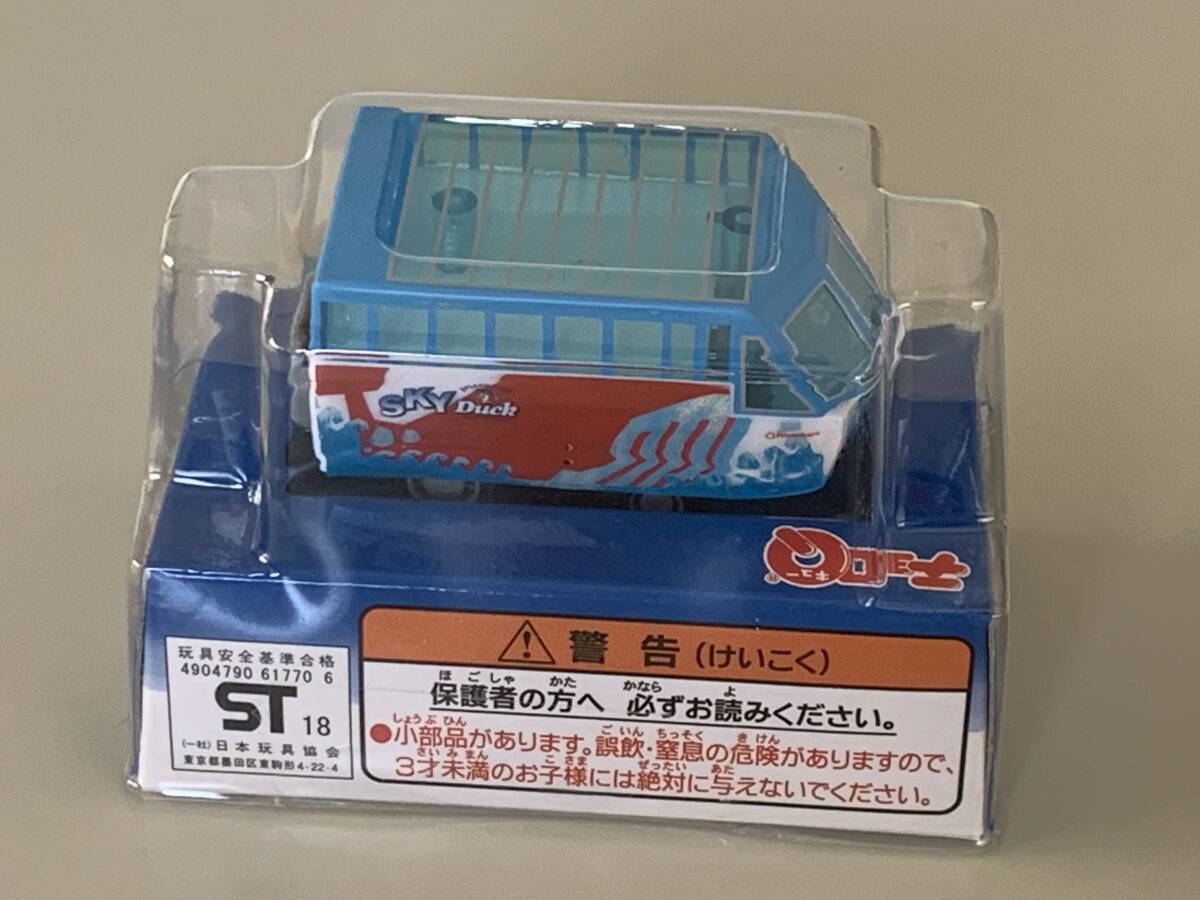 SKY
Duck
チョロQ
キュー
®
玩具安全基準合格
4904790 61770 6
ST 18
(一社)日本玩具協会
東京都墨田区東駒形4-22-4
警告(けいこく)
ほごしゃ かた かなら よ
保護者の方へ 必ずお読みください。
しょうぶひん ごいん ちっそく きけん
●小部品があります。誤飲・窒息の危険がありますので、
さいみまん こさま ぜったい あた
3才未満のお子様には絶対に与えないでください。